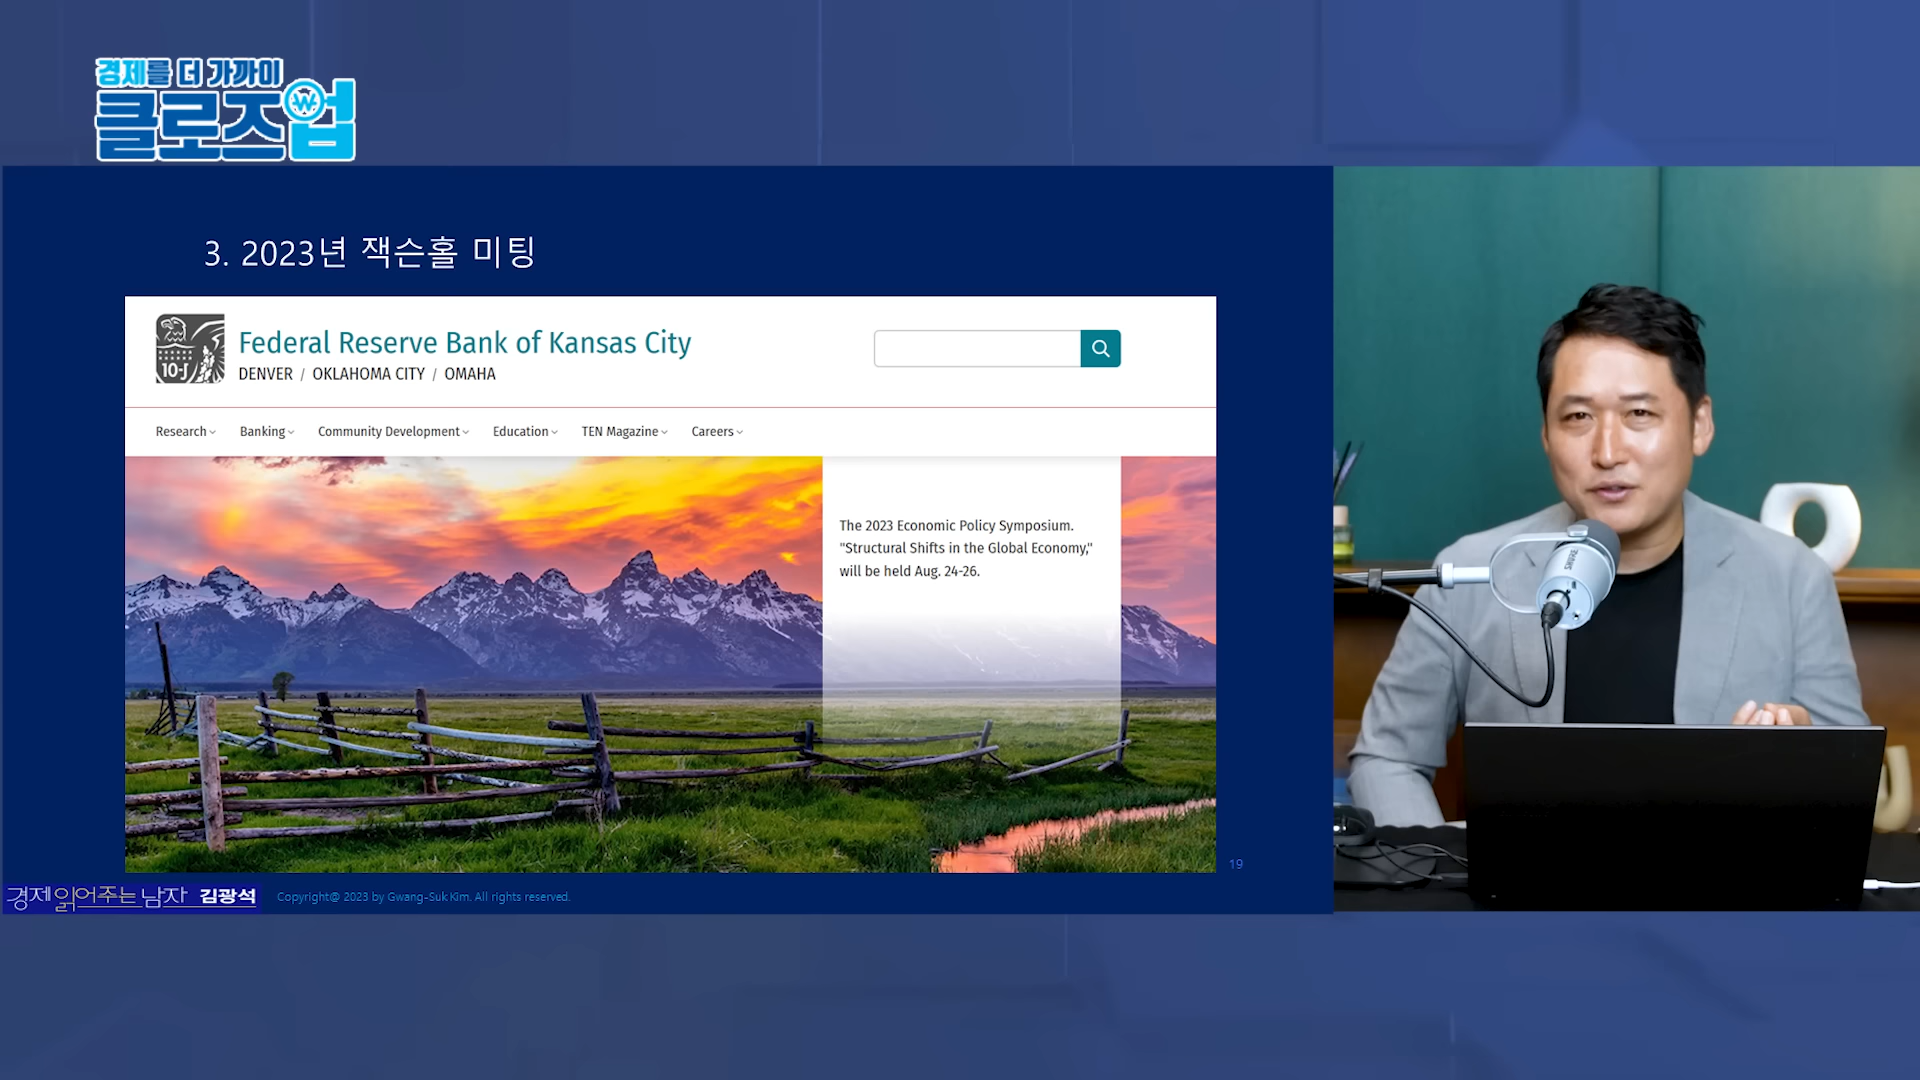 경제를 더 가까이
클로즈업
3. 2023년 잭슨홀 미팅
10-J
Federal Reserve Bank of Kansas City
DENVER / OKLAHOMA CITY / OMAHA
Research Banking Community Development Education TEN Magazine Careers
The 2023 Economic Policy Symposium.
"Structural Shifts in the Global Economy,"
will be held Aug. 24-26.
SHURE
19
경제읽어주는남자 김광석
Copyright@ 2023 by Gwang-Suk Kim. All rights reserved.